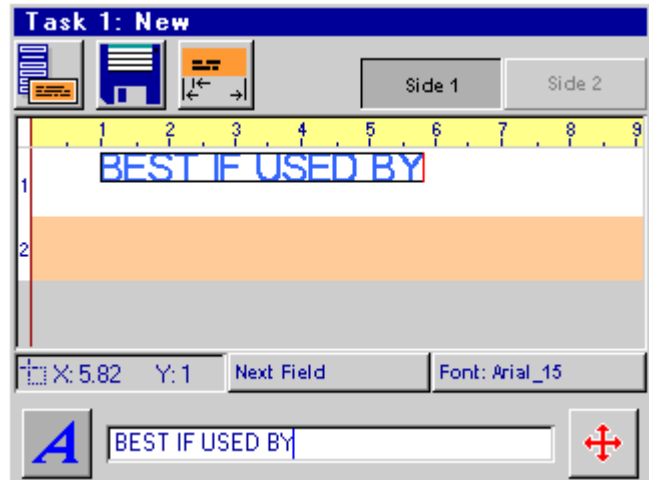 Task 1: New
Side 1 Side 2
1 2 3 4 5 6 7 8 9
BEST IF USED BY
1
2
X: 5.82 Y: 1 Next Field Font: Arial_15
A BEST IF USED BY